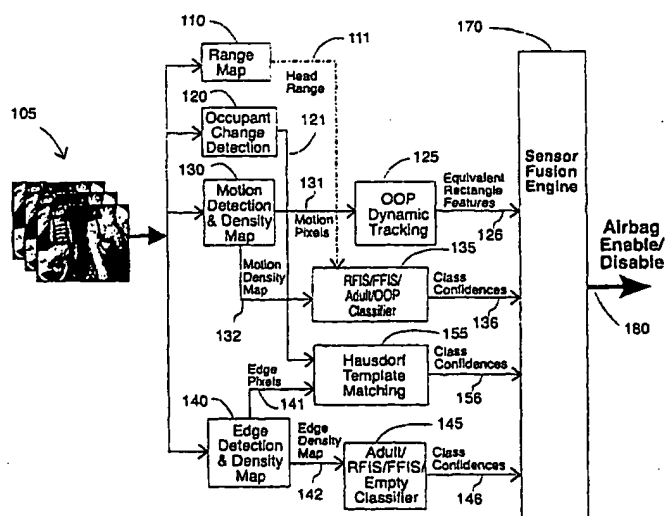 110
111
170
Range
Map
Head
Range
105
120
121
Occupant
Change
Detection
125
130
131
Motion
Detection
& Density
Map
Motion
Pixels
OOP
Dynamic
Tracking
Equivalent
Rectangle
Features
126
Sensor
Fusion
Engine
135
Motion
Density
Map
132
RFIS/FFIS/
Adult/OOP
Classifier
Class
Confidences
136
Airbag
Enable/
Disable
180
155
Edge
Pixels
141
Hausdorf
Template
Matching
Class
Confidences
156
140
Edge
Detection
& Density
Map
Edge
Density
Map
142
145
Adult/
RFIS/FFIS/
Empty
Classifier
Class
Confidences
146